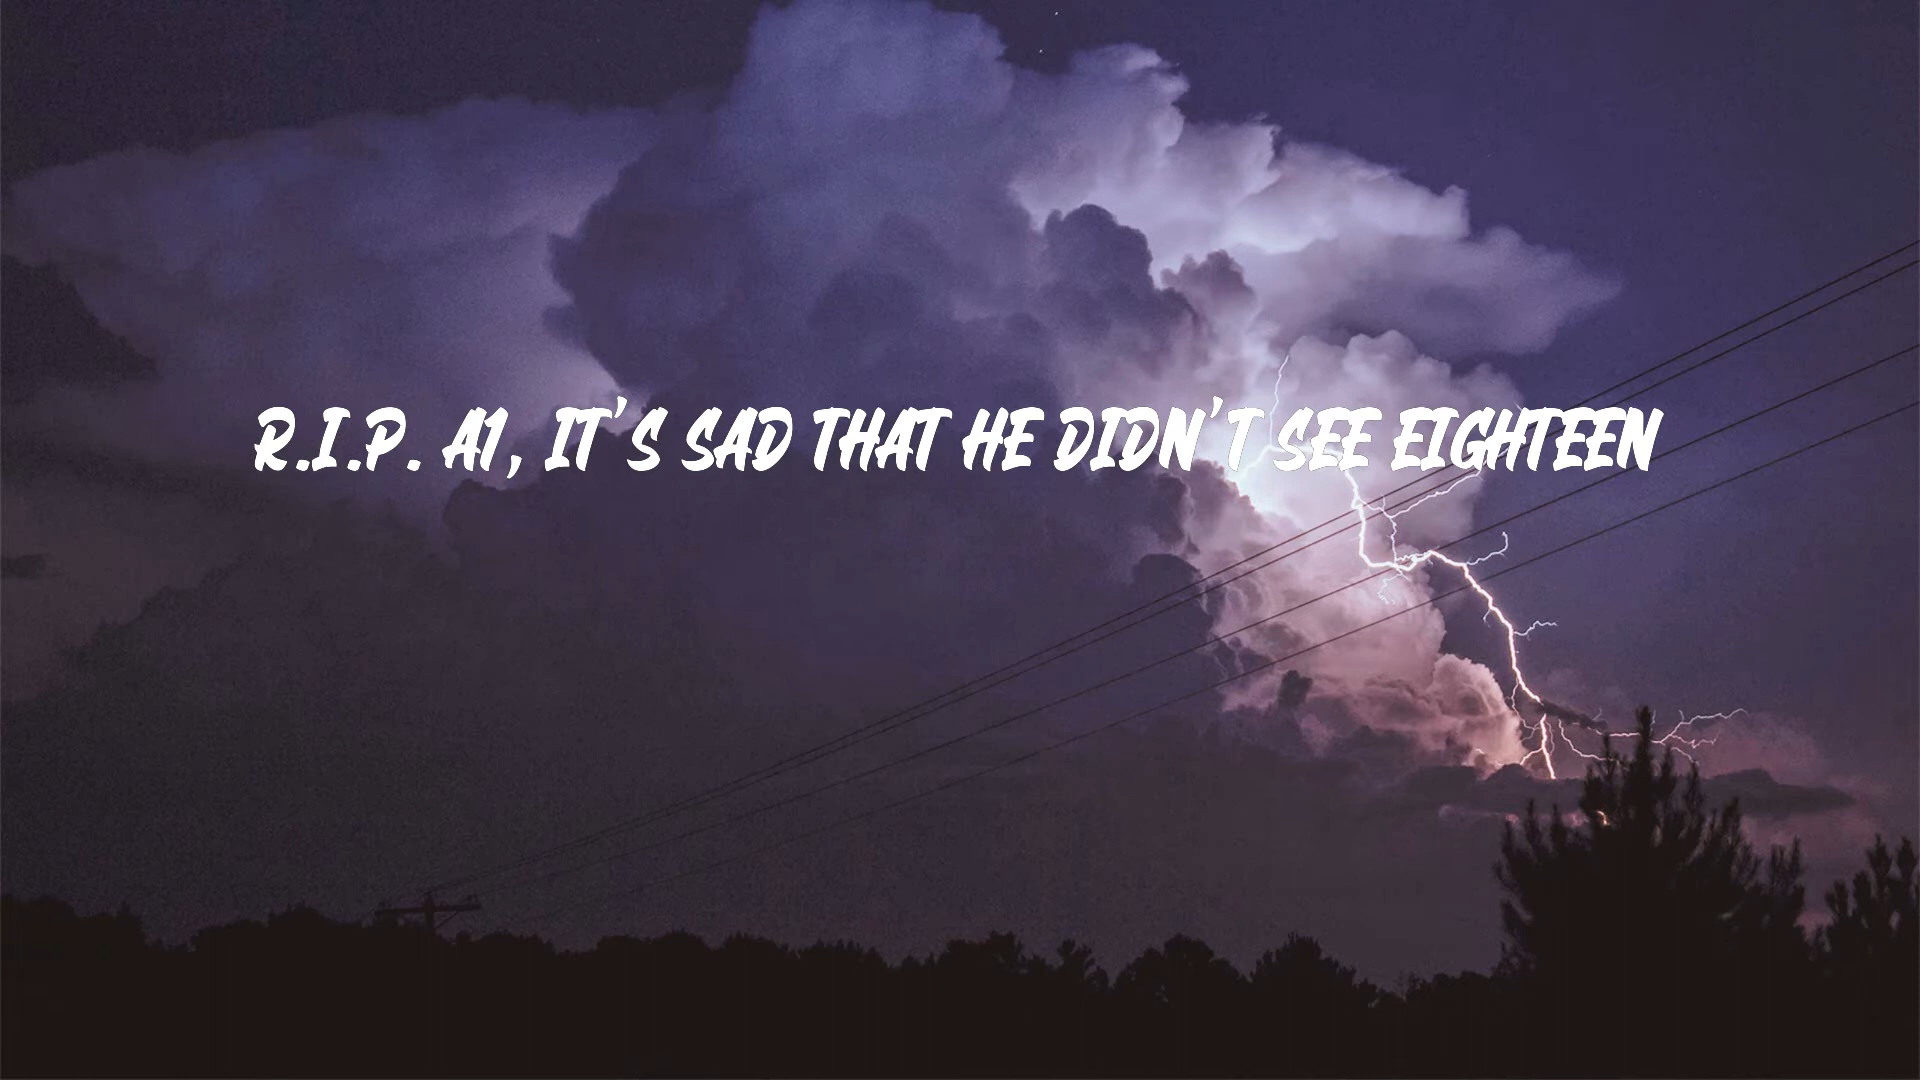 R.I.P. A1, IT'S SAD THAT HE DIDN'T SEE EIGHTEEN